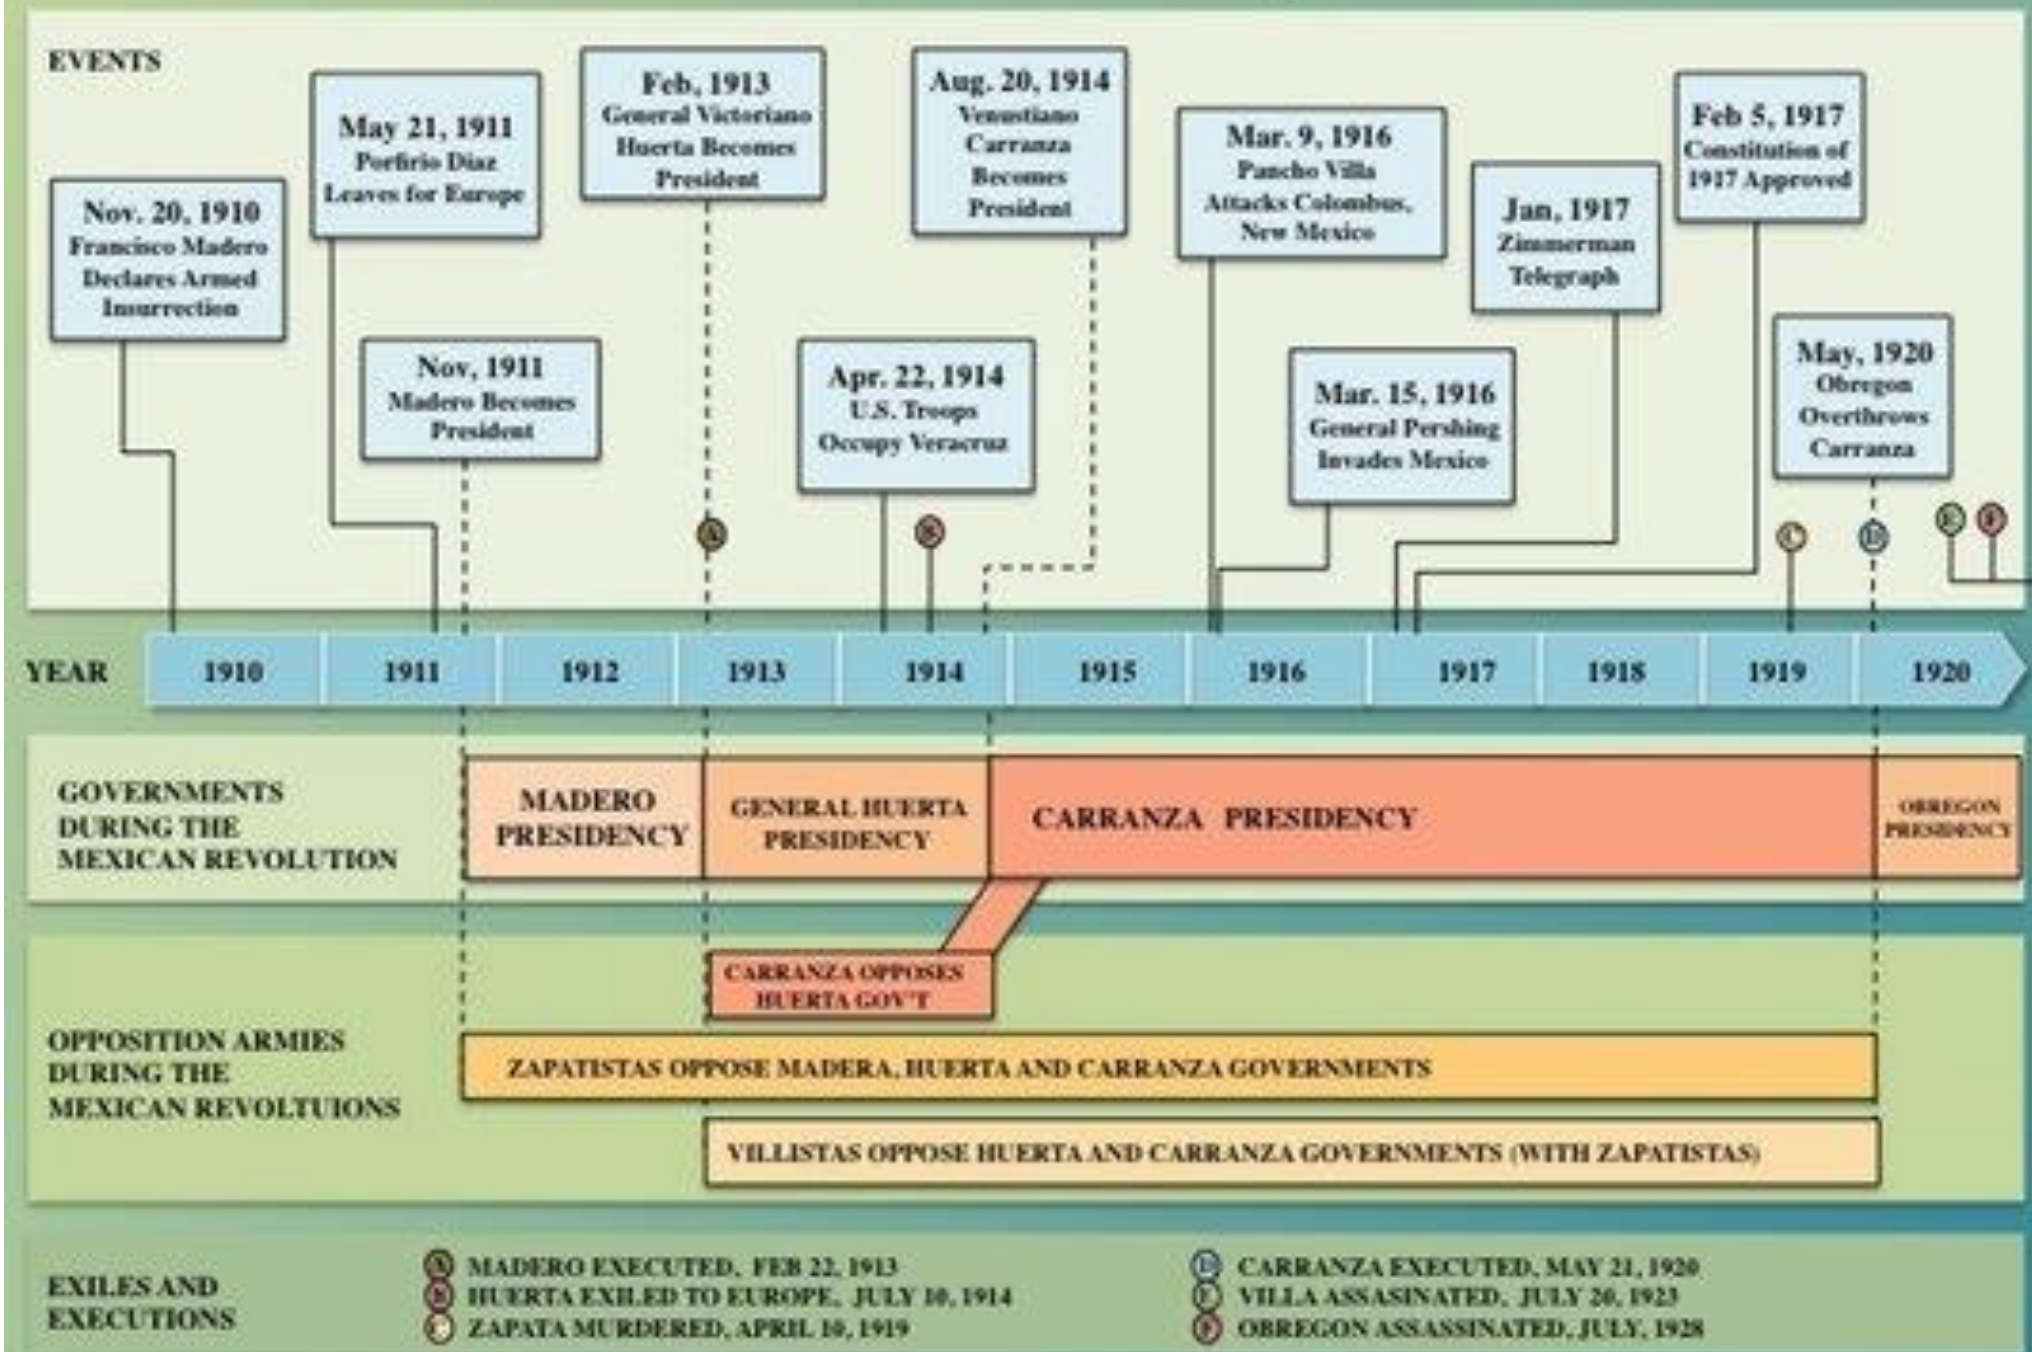 EVENTS
Nov. 20, 1910
Francisco Madero
Declares Armed
Insurrection
May 21, 1911
Porfirio Diaz
Leaves for Europe
Nov, 1911
Madero Becomes
President
Feb, 1913
General Victoriano
Huerta Becomes
President
Apr. 22, 1914
U.S. Troops
Occupy Veracruz
Aug. 20, 1914
Venustiano
Carranza
Becomes
President
Mar. 9, 1916
Pancho Villa
Attacks Colombus,
New Mexico
Mar. 15, 1916
General Pershing
Invades Mexico
Jan, 1917
Zimmerman
Telegraph
Feb 5, 1917
Constitution of
1917 Approved
May, 1920
Obregon
Overthrows
Carranza
A
B
C
D
E
F
YEAR
1910
1911
1912
1913
1914
1915
1916
1917
1918
1919
1920
GOVERNMENTS
DURING THE
MEXICAN REVOLUTION
MADERO
PRESIDENCY
GENERAL HUERTA
PRESIDENCY
CARRANZA PRESIDENCY
OBREGON
PRESIDENCY
OPPOSITION ARMIES
DURING THE
MEXICAN REVOLTUIONS
CARRANZA OPPOSES
HUERTA GOV'T
ZAPATISTAS OPPOSE MADERA, HUERTA AND CARRANZA GOVERNMENTS
VILLISTAS OPPOSE HUERTA AND CARRANZA GOVERNMENTS (WITH ZAPATISTAS)
EXILES AND
EXECUTIONS
A MADERO EXECUTED, FEB 22, 1913
B HUERTA EXILED TO EUROPE, JULY 10, 1914
C ZAPATA MURDERED, APRIL 10, 1919
D CARRANZA EXECUTED, MAY 21, 1920
E VILLA ASSASINATED, JULY 20, 1923
F OBREGON ASSASSINATED, JULY, 1928